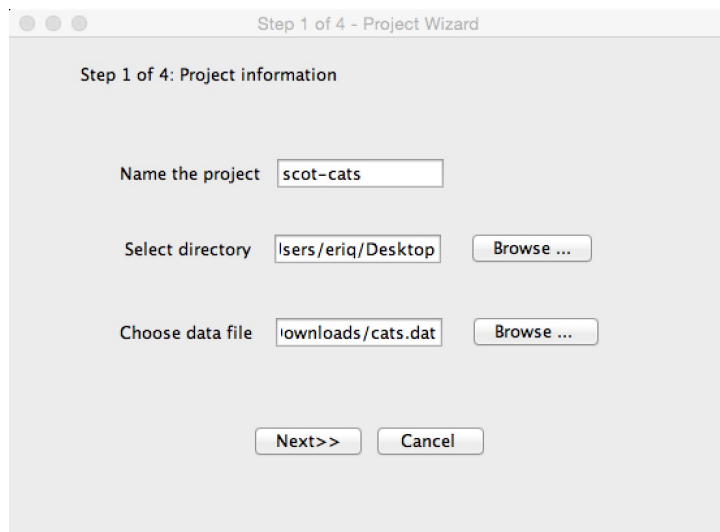 Step 1 of 4 - Project Wizard
Step 1 of 4: Project information
Name the project scot-cats
Select directory sers/eriq/Desktop Browse ...
Choose data file ownloads/cats.dat Browse ...
Next>> Cancel